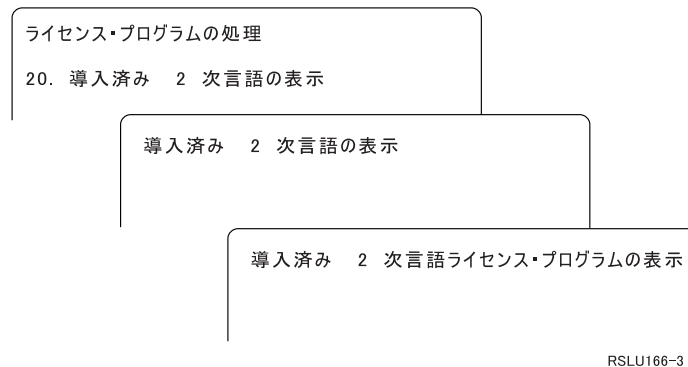 ライセンス・プログラムの処理
20. 導入済み 2 次言語の表示
導入済み 2 次言語の表示
導入済み 2 次言語ライセンス・プログラムの表示
RSLU166-3